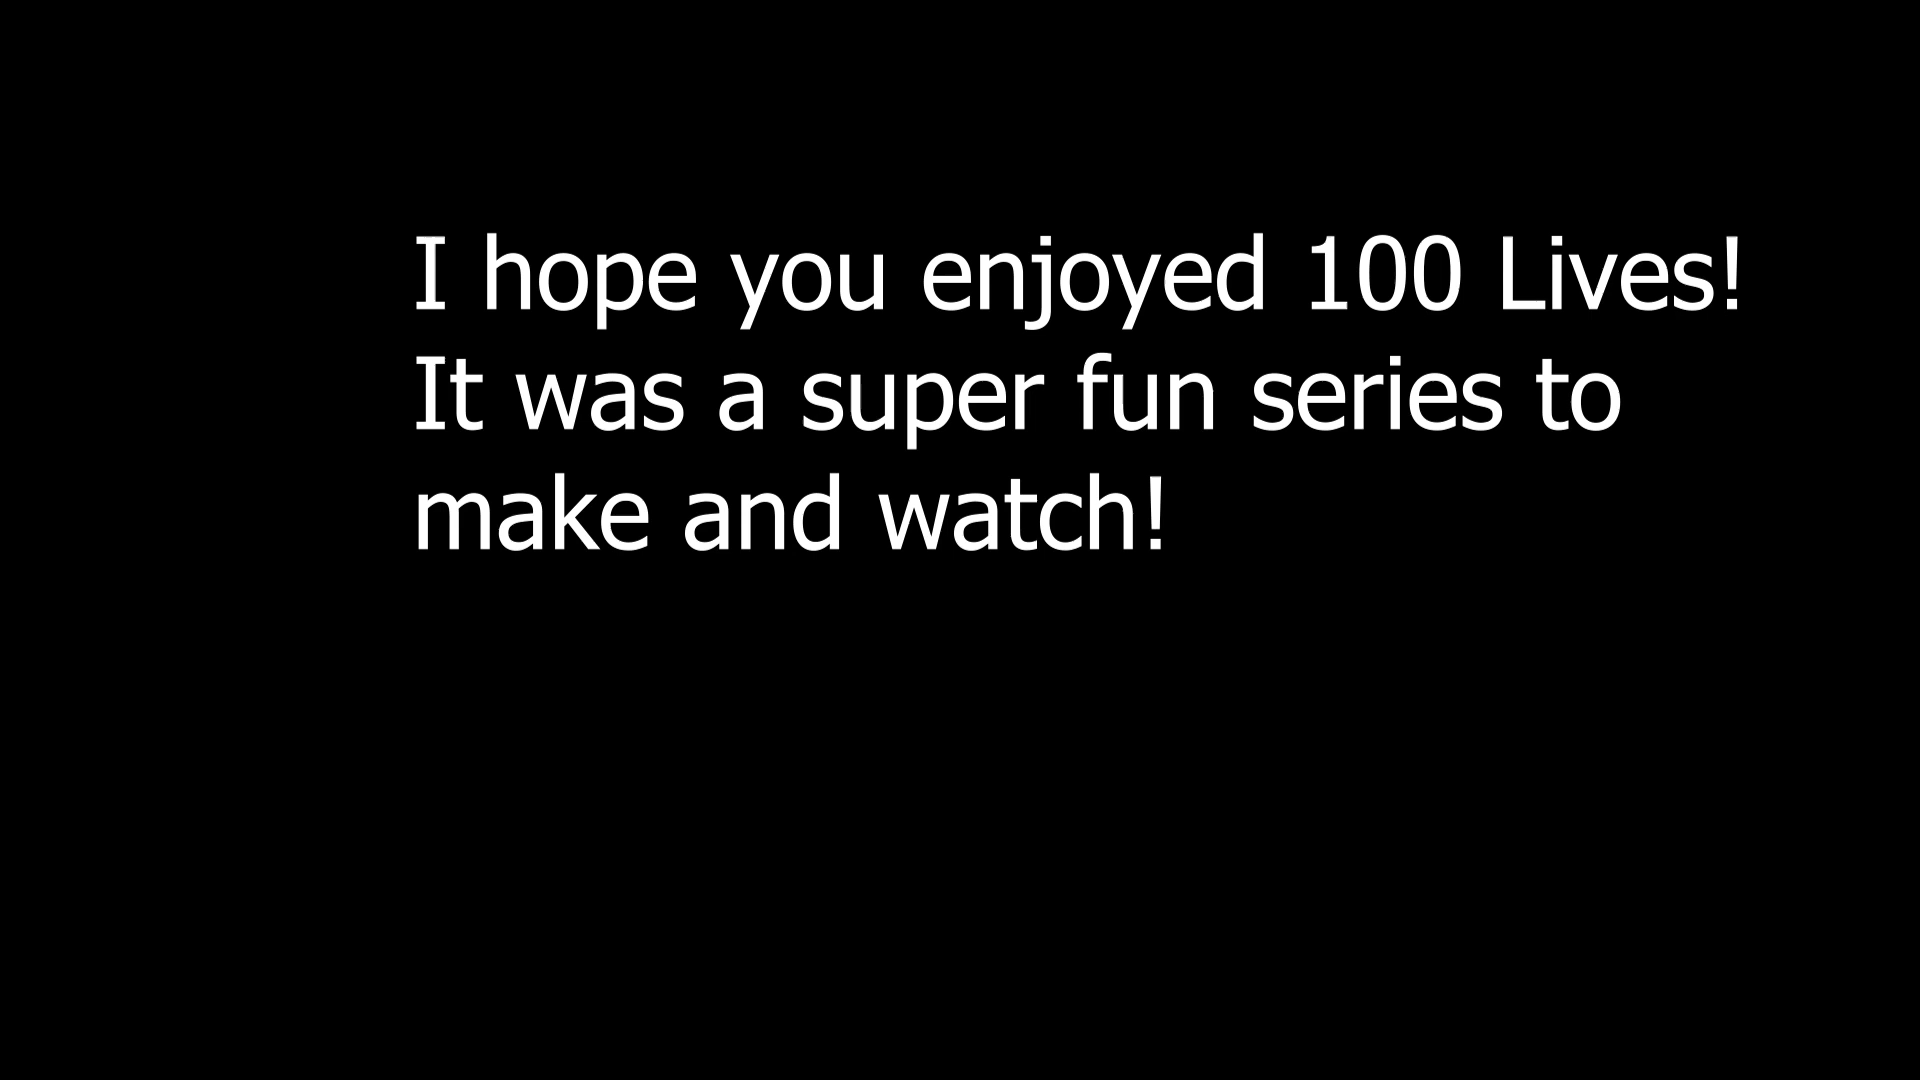 I hope you enjoyed 100 Lives!
It was a super fun series to
make and watch!